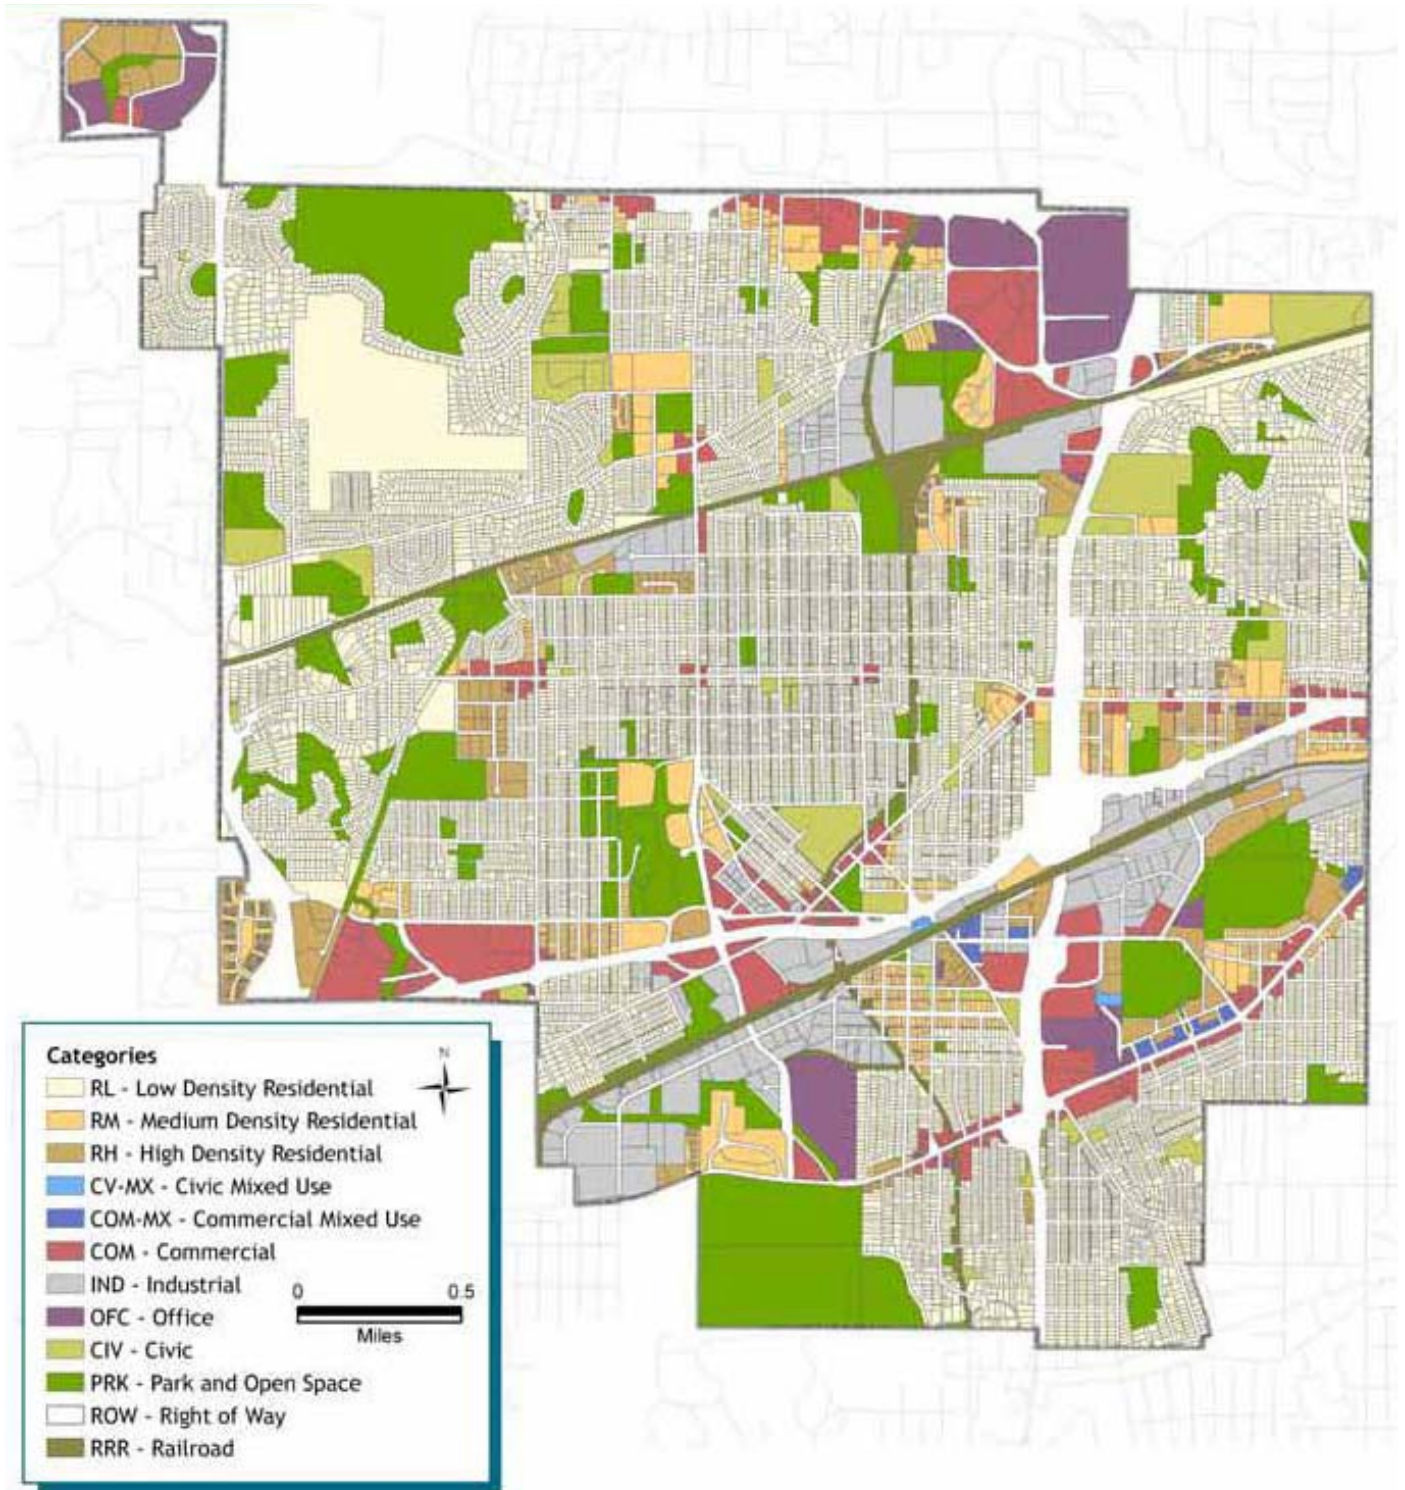 Categories
N
RL - Low Density Residential
RM - Medium Density Residential
RH - High Density Residential
CV-MX - Civic Mixed Use
COM-MX - Commercial Mixed Use
COM - Commercial
IND - Industrial
0 0.5
OFC - Office
Miles
CIV - Civic
PRK - Park and Open Space
ROW - Right of Way
RRR - Railroad